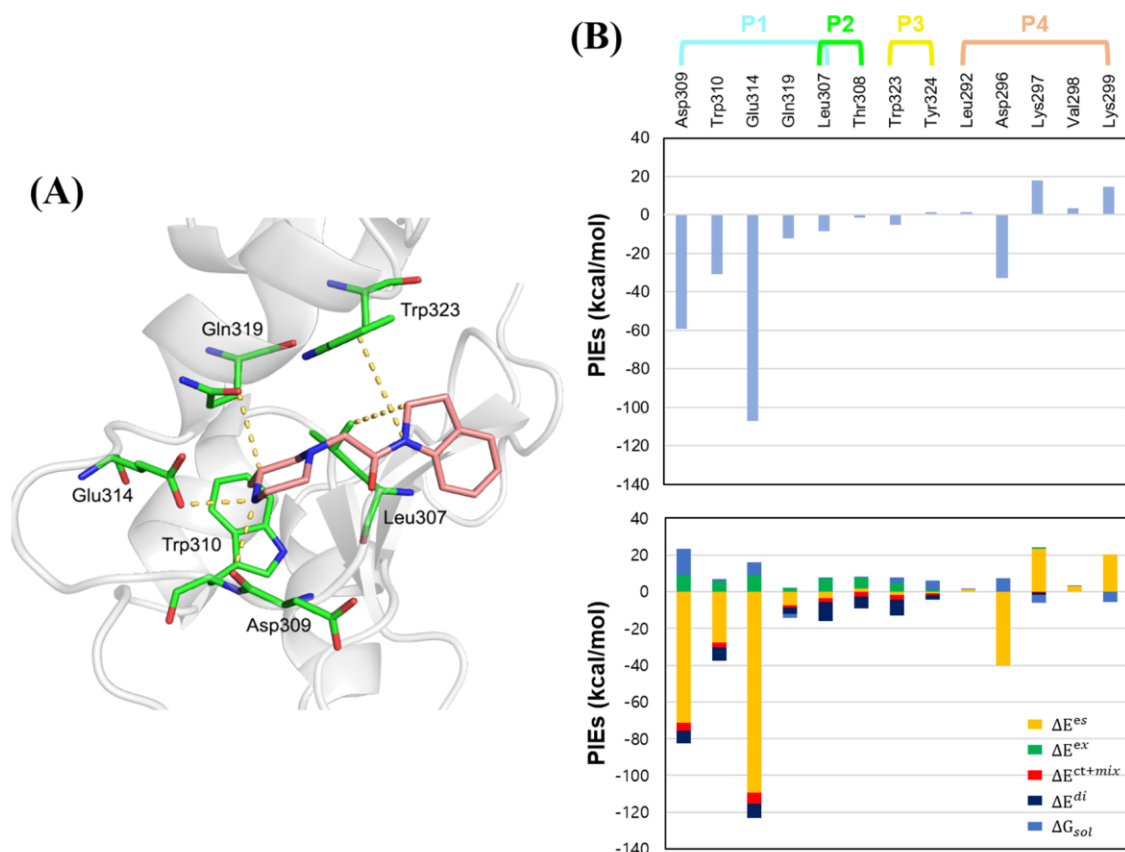 (A)
Trp323
Gln319
Glu314
Trp310
Leu307
Asp309
(B)
P1 P2 P3 P4
Asp309 Trp310 Glu314 Gln319 Leu307 Thr308 Trp323 Tyr324 Leu292 Asp296 Lys297 Val298 Lys299
PIEs (kcal/mol)
40
20
0
-20
-40
-60
-80
-100
-120
-140
PIEs (kcal/mol)
40
20
0
-20
-40
-60
-80
-100
-120
-140
ΔE^es
ΔE^ex
ΔE^ct+mix
ΔE^di
ΔG_sol